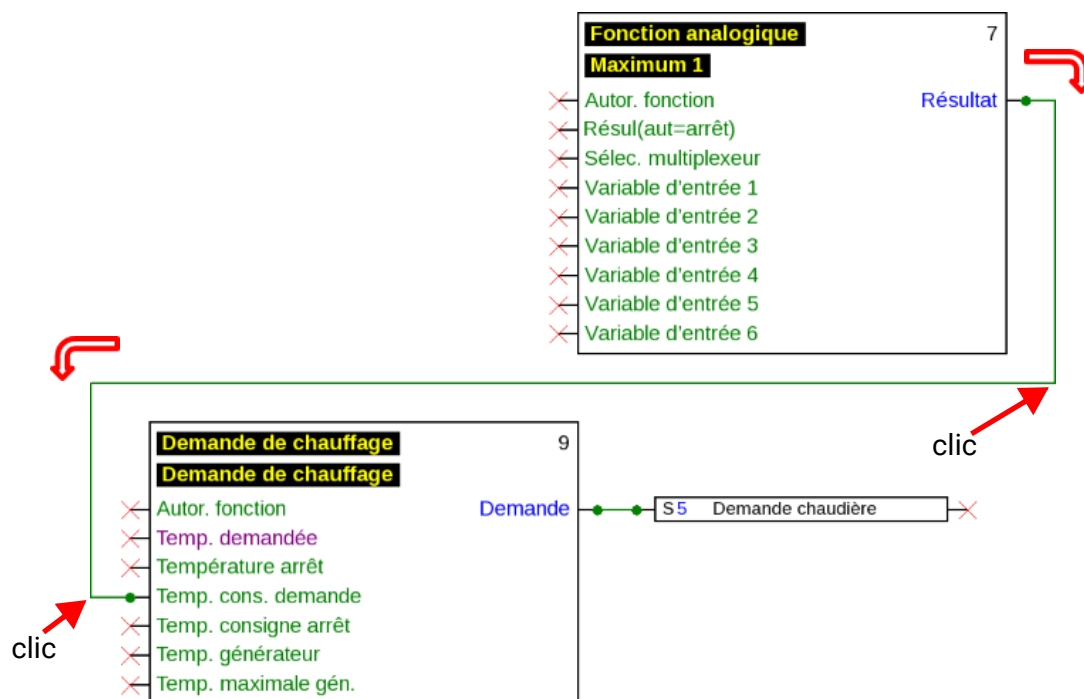 Fonction analogique 7
Maximum 1
Autor. fonction Résultat
Résul(aut=arrêt)
Sélec. multiplexeur
Variable d'entrée 1
Variable d'entrée 2
Variable d'entrée 3
Variable d'entrée 4
Variable d'entrée 5
Variable d'entrée 6
clic
Demande de chauffage 9
Demande de chauffage
Autor. fonction Demande S 5 Demande chaudière
Temp. demandée
Température arrêt
Temp. cons. demande
Temp. consigne arrêt
clic
Temp. générateur
Temp. maximale gén.